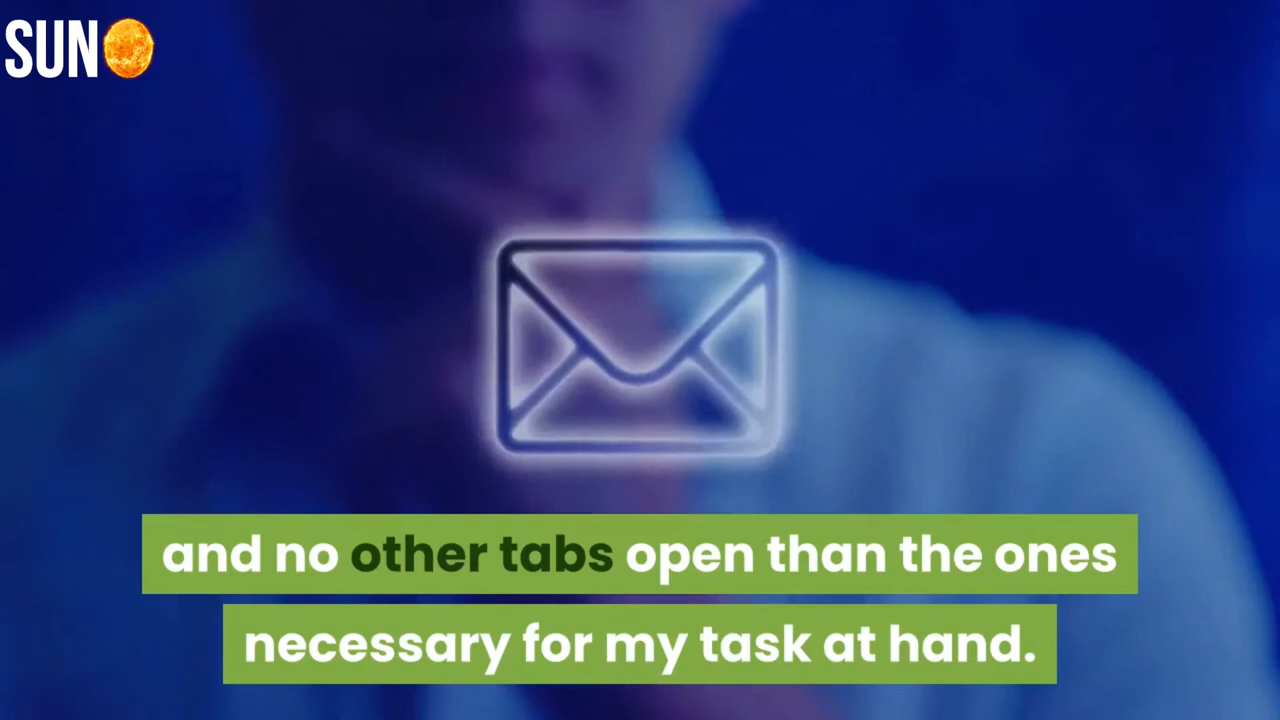 SUN
and no other tabs open than the ones
necessary for my task at hand.